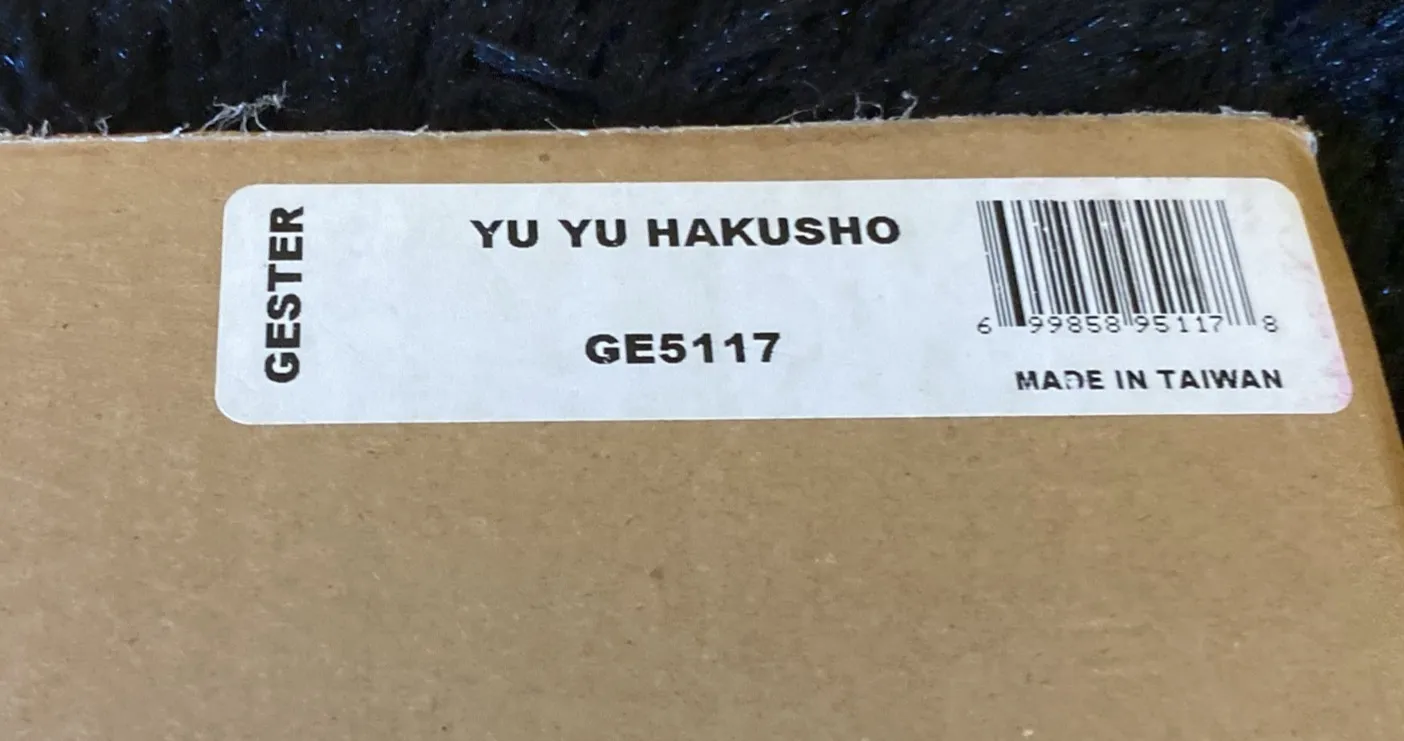 GESTER
YU YU HAKUSHO
GE5117
6 99858 95117 8
MADE IN TAIWAN